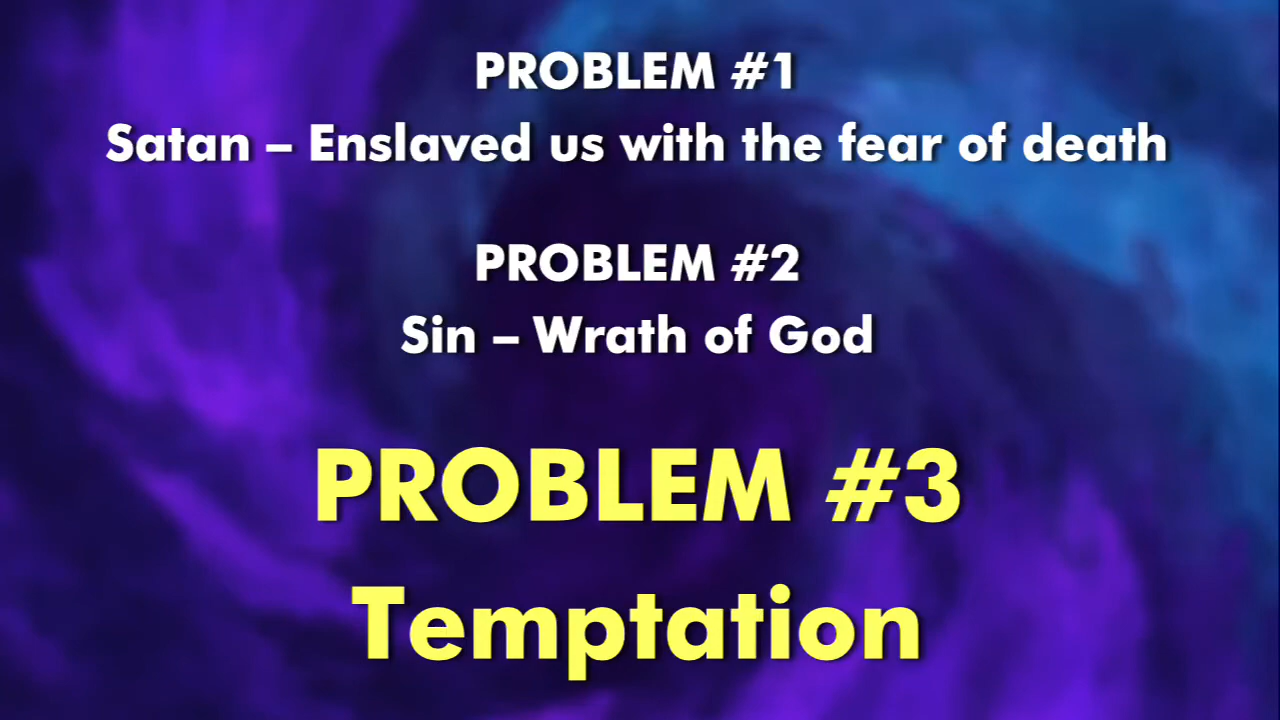 PROBLEM #1
Satan – Enslaved us with the fear of death
PROBLEM #2
Sin – Wrath of God
PROBLEM #3
Temptation